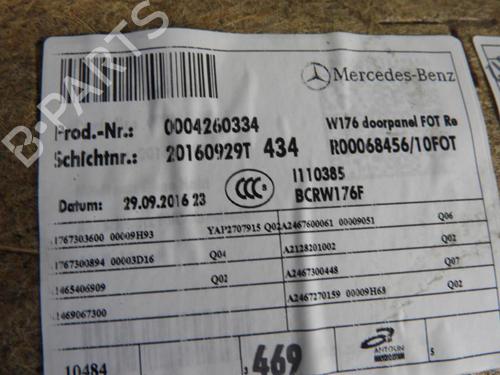 B-PARTS
Mercedes-Benz
Prod.-Nr.: 0004260334
W176 doorpanel FOT Re
Schichtnr.: 20160929T 434
R00068456/10FOT
I110385
BCRW176F
Datum: 29.09.2016 23
CCC S
1767303600 00009H93 YAP2707915 Q02 A2467600061 00009051 Q06
1767300894 00003D16 Q04 A2128201002 Q02
1465406909 Q02 A2467300448 Q07
1469067300 A2467270159 00009H68 Q02
10484
469
ANTOLIN
S